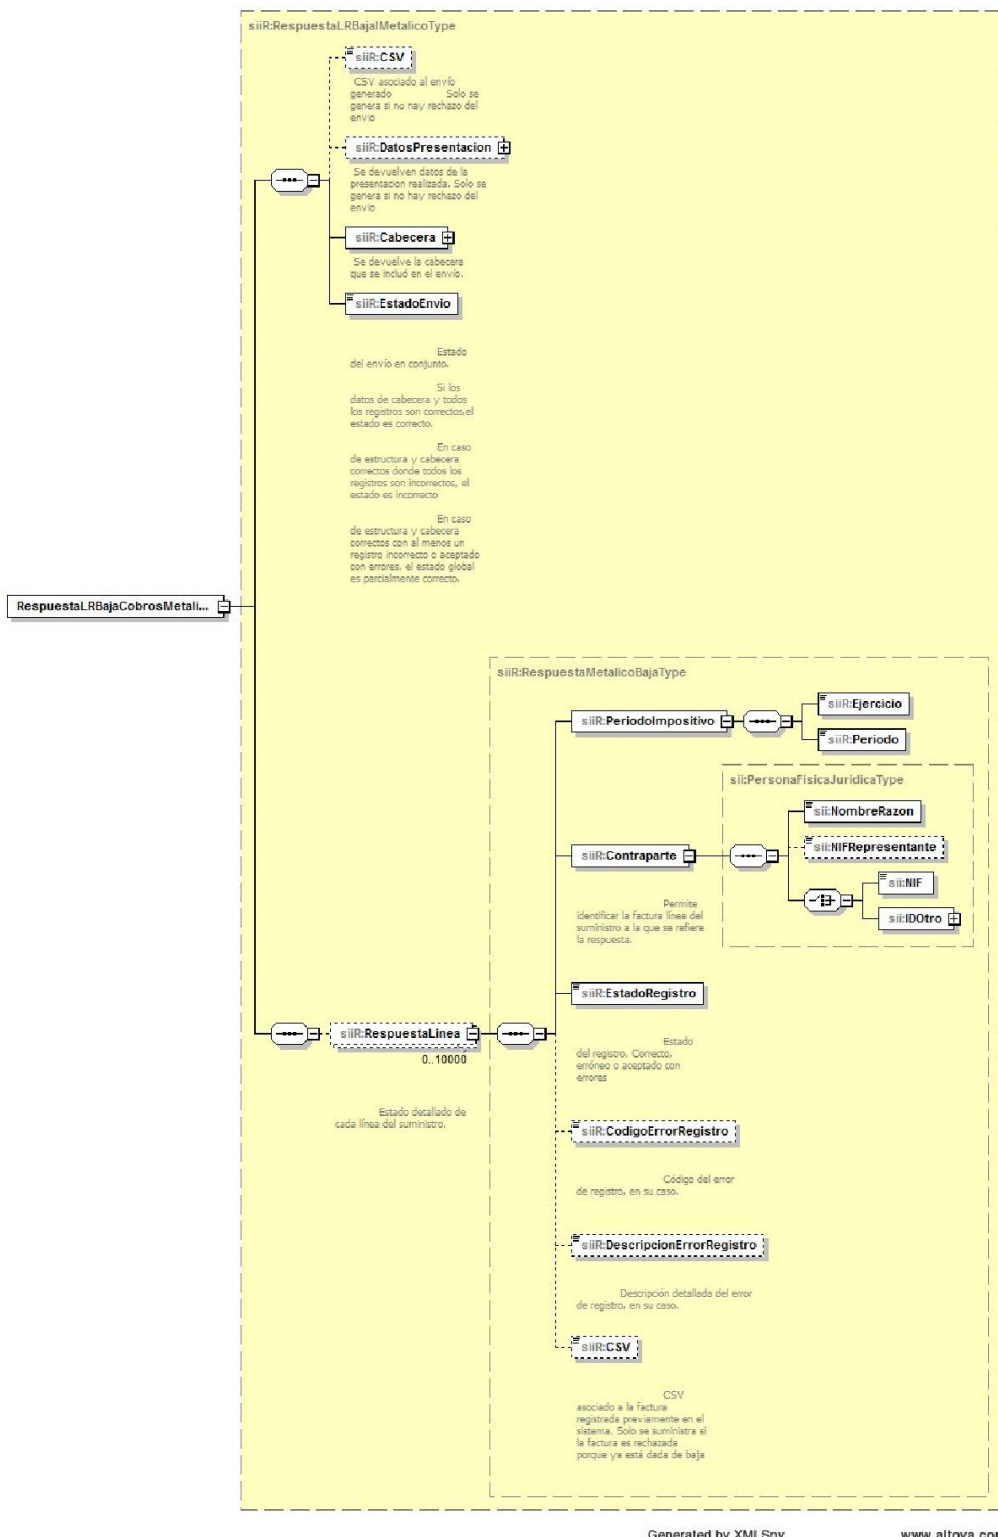 siiR:RespuestaLRBajaIMetalicoType
siiR:CSV
CSV asociado al envío
generado Solo se
genera si no hay rechazo del
envio
siiR:DatosPresentacion
Se devuelven datos de la
presentacion realizada. Solo se
genera si no hay rechazo del
envio
siiR:Cabecera
Se devuelve la cabecera
que se incluó en el envío.
siiR:EstadoEnvio
Estado
del envío en conjunto.
Si los
datos de cabecera y todos
los registros son correctos,el
estado es correcto.
En caso
de estructura y cabecera
correctos donde todos los
registros son incorrectos, el
estado es incorrecto
En caso
de estructura y cabecera
correctos con al menos un
registro incorrecto o aceptado
con errores, el estado global
es parcialmente correcto.
RespuestaLRBajaCobrosMetali...
siiR:RespuestaMetalicoBajaType
siiR:PeriodoImpositivo
siiR:Ejercicio
siiR:Periodo
sii:PersonaFisicaJuridicaType
sii:NombreRazon
siiR:Contraparte
sii:NIFRepresentante
sii:NIF
sii:IDOtro
Permite
identificar la factura línea del
suministro a la que se refiere
la respuesta.
siiR:EstadoRegistro
Estado
del registro. Correcto,
erróneo o aceptado con
errores
siiR:RespuestaLinea
0..10000
Estado detallado de
cada línea del suministro.
siiR:CodigoErrorRegistro
Código del error
de registro, en su caso.
siiR:DescripcionErrorRegistro
Descripción detallada del error
de registro, en su caso.
siiR:CSV
CSV
asociado a la factura
registrada previamente en el
sistema. Solo se suministra si
la factura es rechazada
porque ya está dada de baja
Generated by XMLSpy
www.altova.com